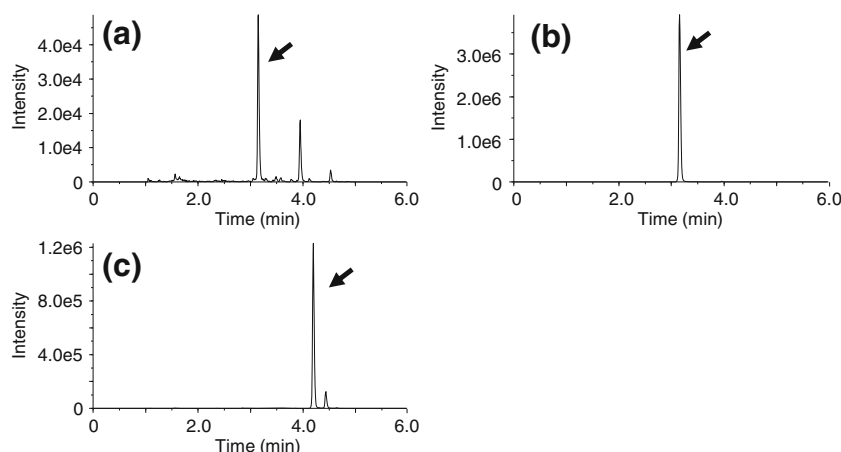 (a)
Intensity
4.0e4
3.0e4
2.0e4
1.0e4
0
0 2.0 4.0 6.0
Time (min)
(b)
Intensity
3.0e6
2.0e6
1.0e6
0
0 2.0 4.0 6.0
Time (min)
(c)
Intensity
1.2e6
8.0e5
4.0e5
0
0 2.0 4.0 6.0
Time (min)